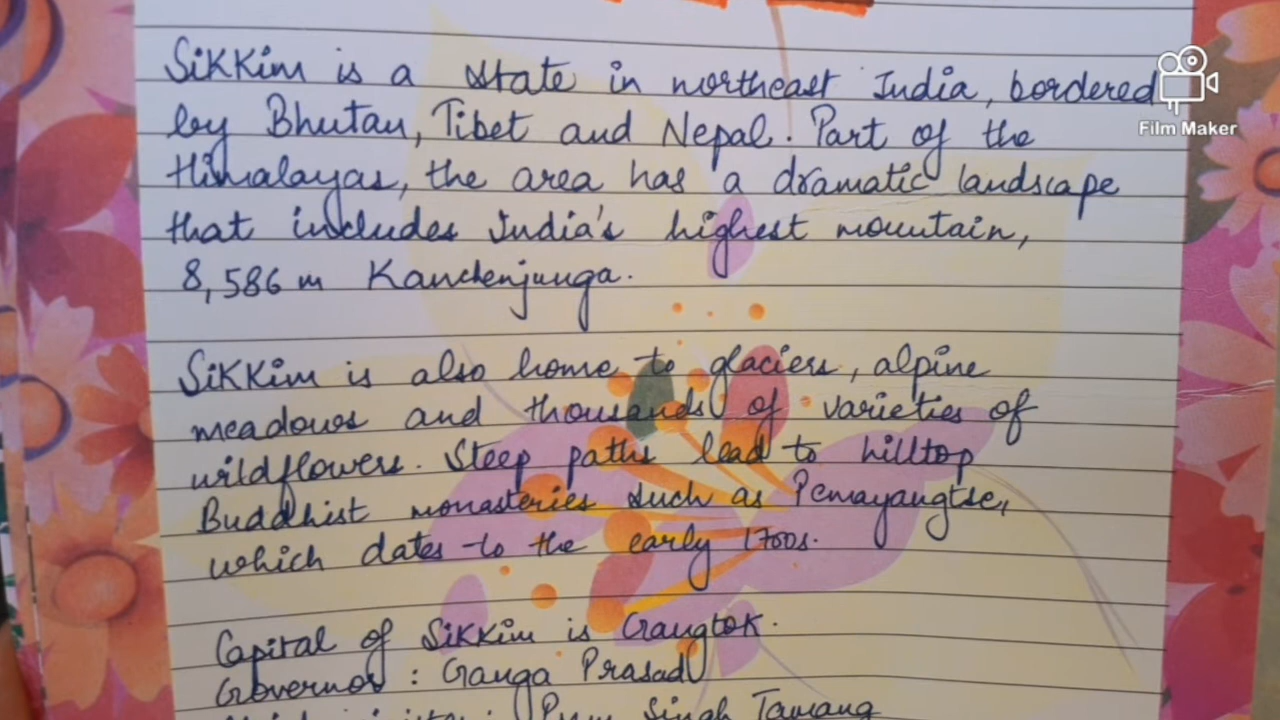 Sikkim is a state in northeast India, bordered
by Bhutan, Tibet and Nepal. Part of the
Himalayas, the area has a dramatic landscape
that includes India's highest mountain,
8,586 m Kanchenjunga.
Sikkim is also home to glaciers, alpine
meadows and thousands of varieties of
wildflowers. Steep paths lead to hilltop
Buddhist monasteries such as Pemayangtse,
which dates to the early 1700s.
Capital of Sikkim is Gangtok.
Governor : Ganga Prasad
Prem Singh Tamang
Film Maker